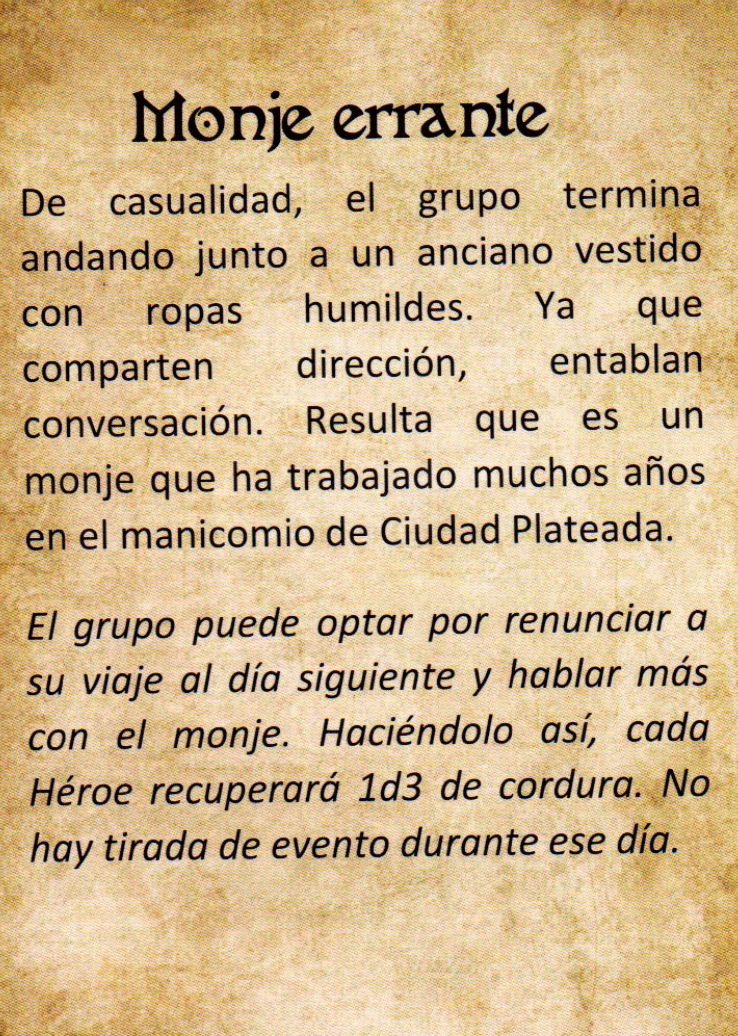 Monje errante
De casualidad, el grupo termina
andando junto a un anciano vestido
con ropas humildes. Ya que
comparten dirección, entablan
conversación. Resulta que es un
monje que ha trabajado muchos años
en el manicomio de Ciudad Plateada.
El grupo puede optar por renunciar a
su viaje al día siguiente y hablar más
con el monje. Haciéndolo así, cada
Héroe recuperará 1d3 de cordura. No
hay tirada de evento durante ese día.